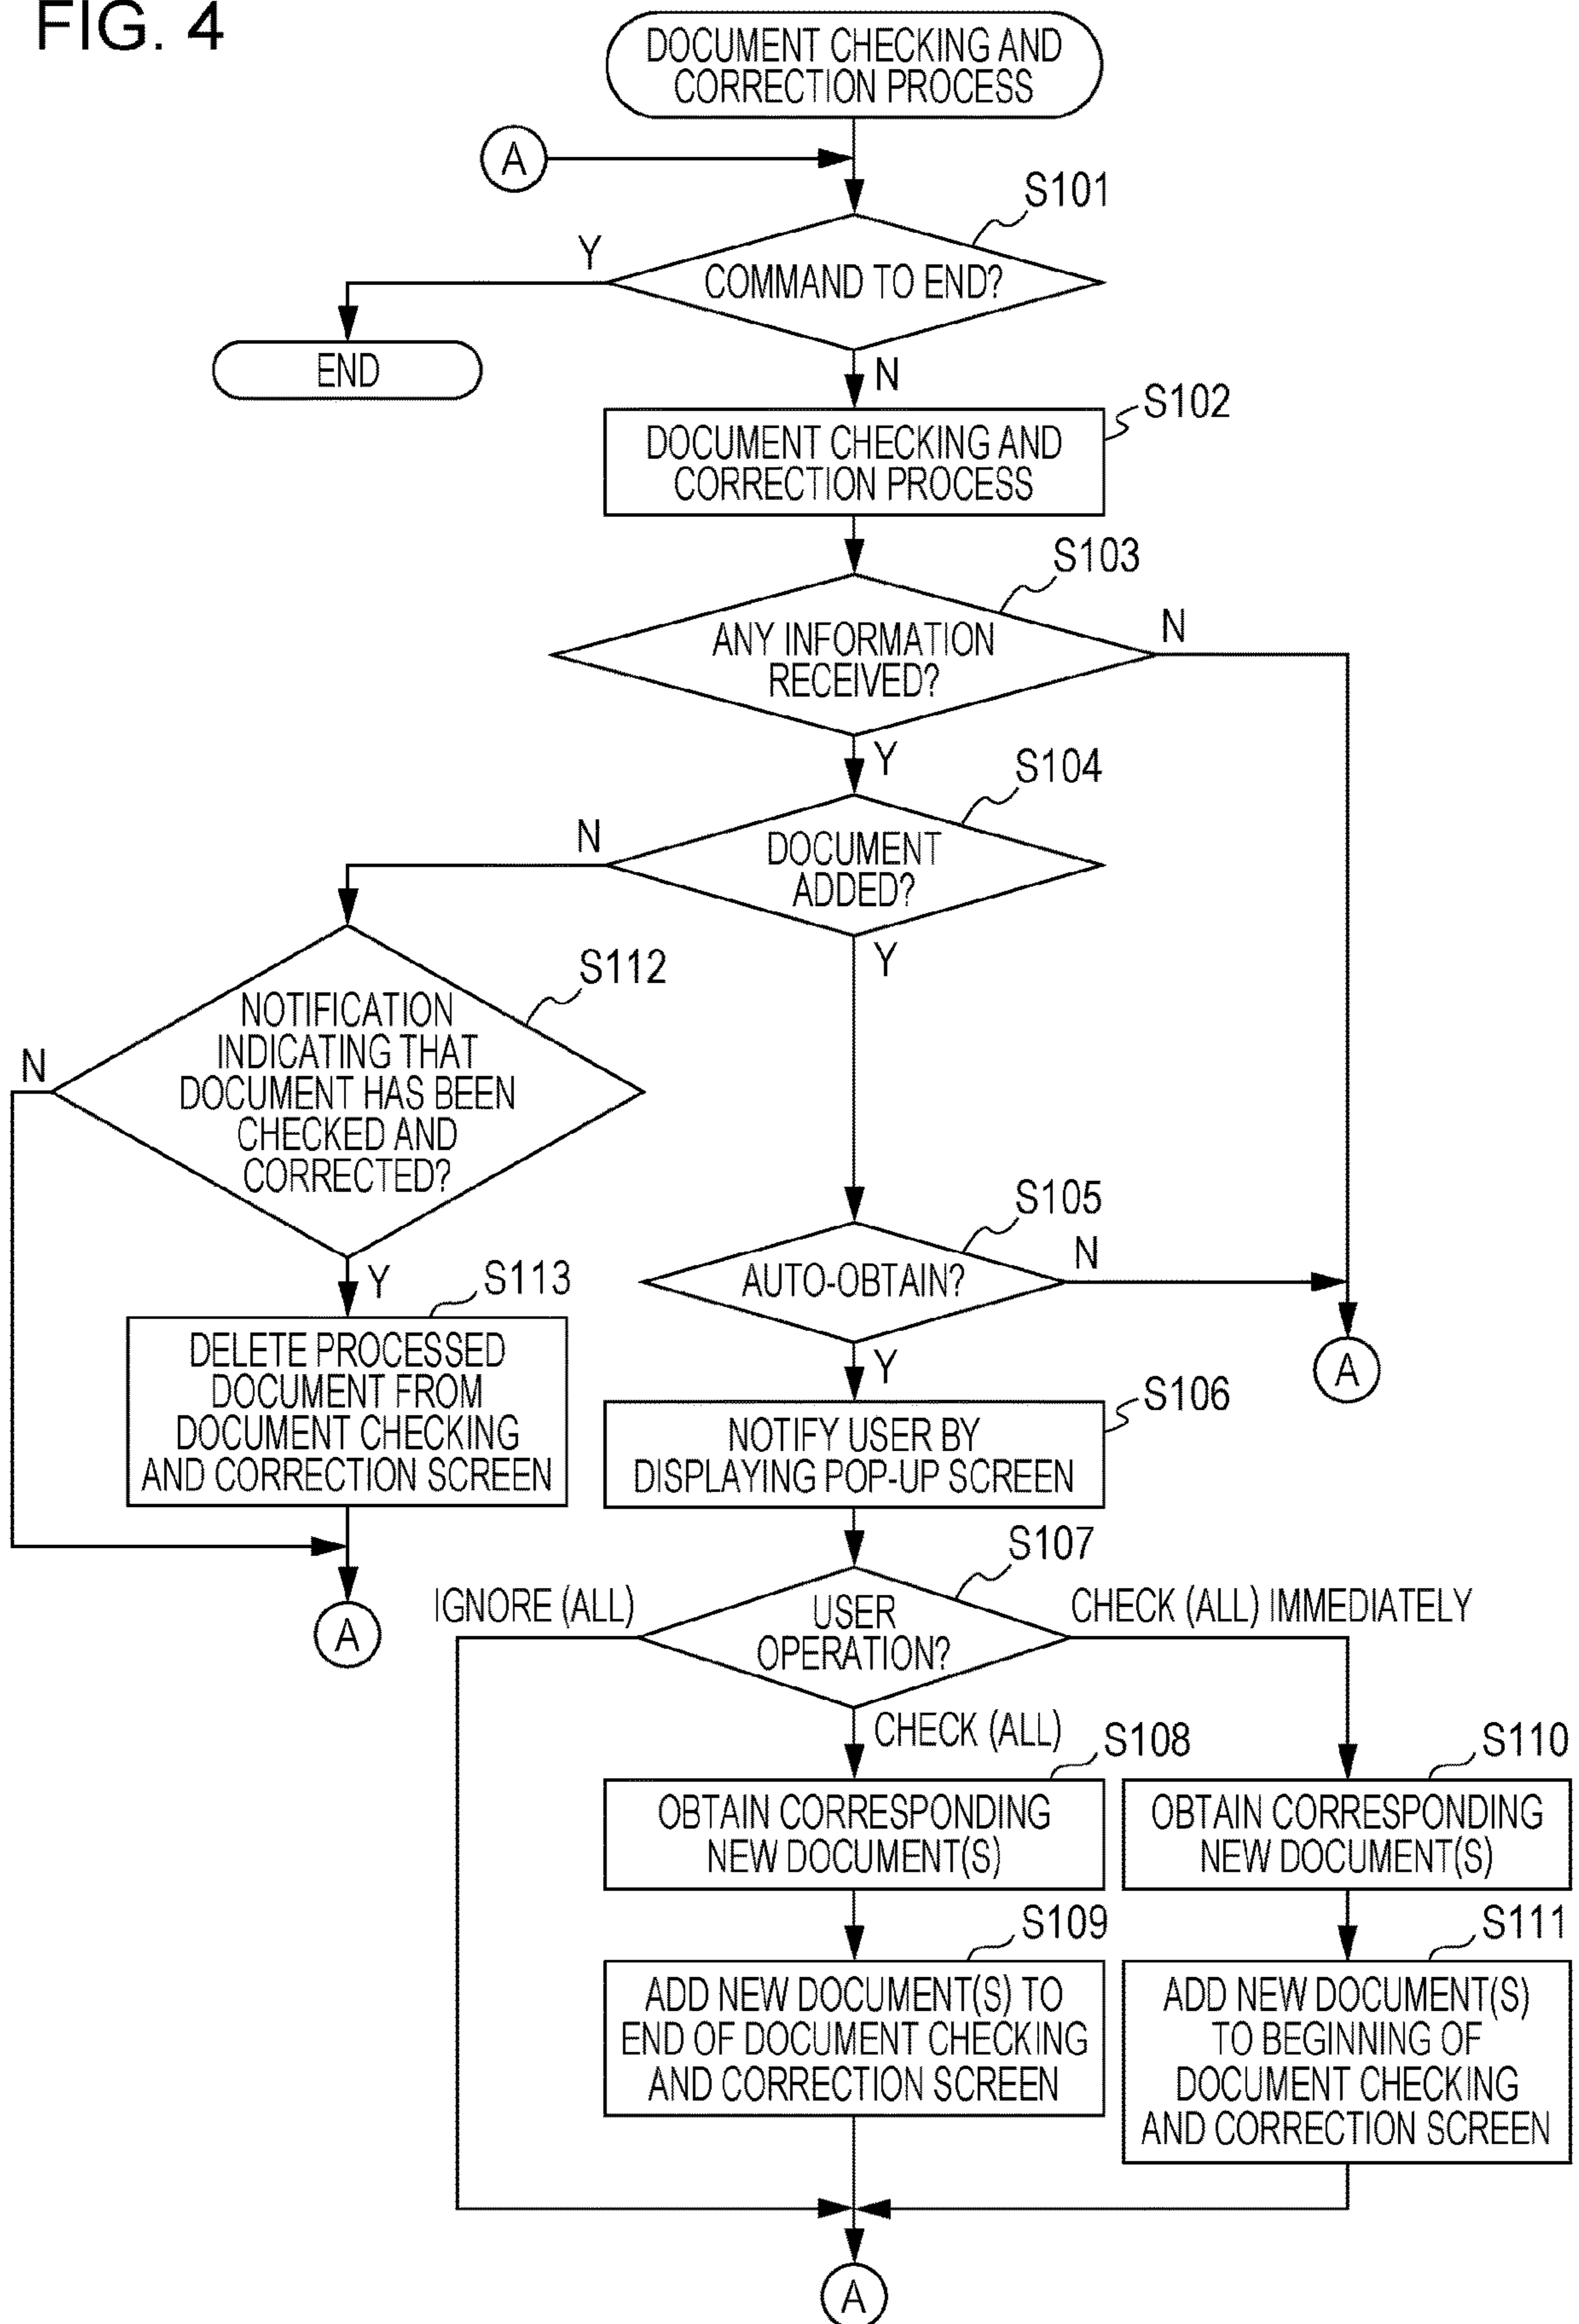 FIG. 4
DOCUMENT CHECKING AND
CORRECTION PROCESS
A
S101
Y
COMMAND TO END?
END
N
S102
DOCUMENT CHECKING AND
CORRECTION PROCESS
S103
N
ANY INFORMATION
RECEIVED?
Y
S104
N
DOCUMENT
ADDED?
Y
S112
NOTIFICATION
INDICATING THAT
DOCUMENT HAS BEEN
CHECKED AND
CORRECTED?
N
S105
N
AUTO-OBTAIN?
Y
S113
DELETE PROCESSED
DOCUMENT FROM
DOCUMENT CHECKING
AND CORRECTION SCREEN
Y
A
S106
NOTIFY USER BY
DISPLAYING POP-UP SCREEN
S107
IGNORE (ALL)
USER
OPERATION?
CHECK (ALL) IMMEDIATELY
A
CHECK (ALL)
S108
S110
OBTAIN CORRESPONDING
NEW DOCUMENT(S)
OBTAIN CORRESPONDING
NEW DOCUMENT(S)
S109
S111
ADD NEW DOCUMENT(S) TO
END OF DOCUMENT CHECKING
AND CORRECTION SCREEN
ADD NEW DOCUMENT(S)
TO BEGINNING OF
DOCUMENT CHECKING
AND CORRECTION SCREEN
A